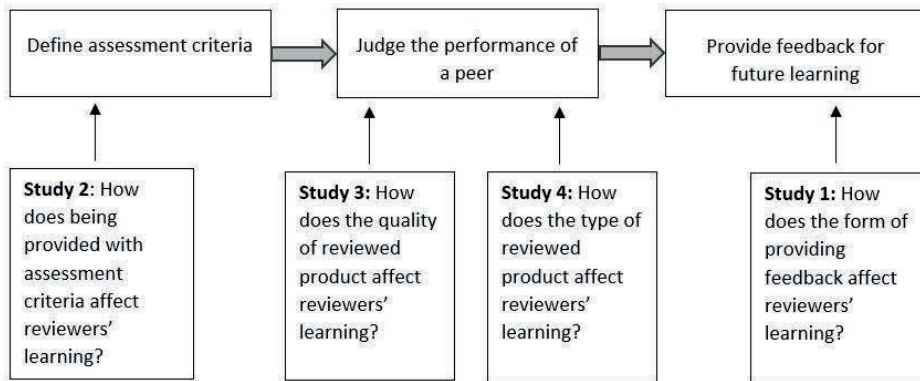 Define assessment criteria
Judge the performance of
a peer
Provide feedback for
future learning
Study 2: How
does being
provided with
assessment
criteria affect
reviewers’
learning?
Study 3: How
does the quality
of reviewed
product affect
reviewers’
learning?
Study 4: How
does the type of
reviewed
product affect
reviewers’
learning?
Study 1: How
does the form of
providing
feedback affect
reviewers’
learning?